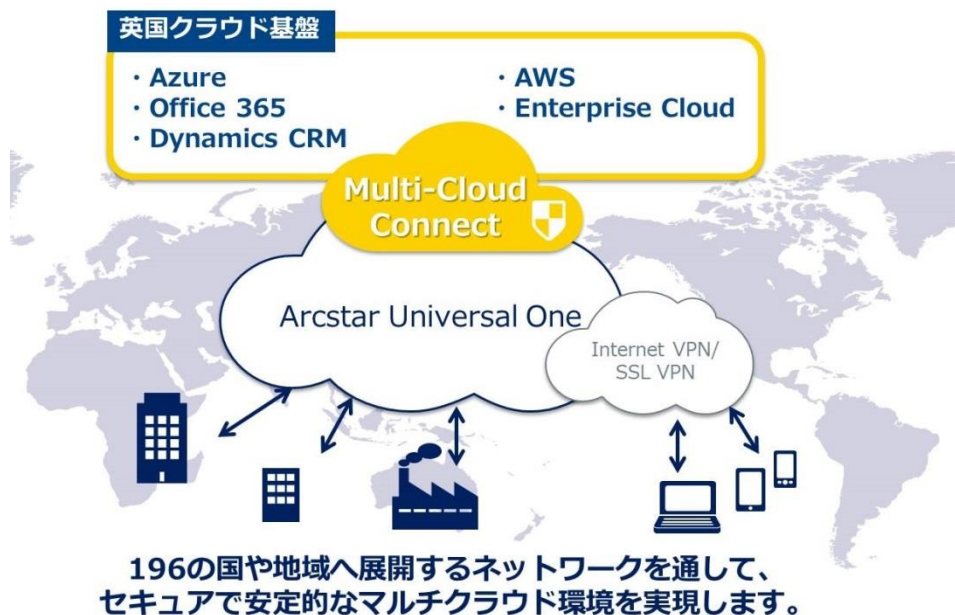 英国クラウド基盤
・Azure
・Office 365
・Dynamics CRM
・AWS
・Enterprise Cloud
Multi-Cloud
Connect
Arcstar Universal One
Internet VPN/
SSL VPN
196の国や地域へ展開するネットワークを通して、
セキュアで安定的なマルチクラウド環境を実現します。